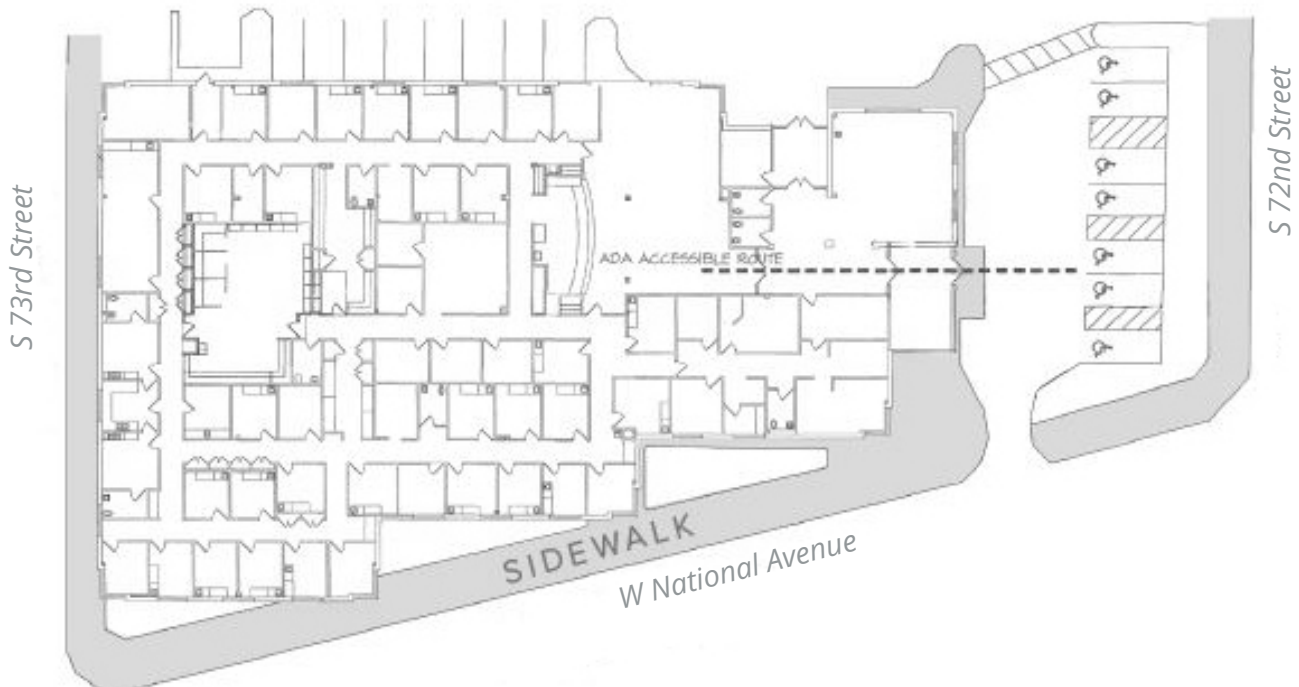 S 73rd Street
S 72nd Street
ADA ACCESSIBLE ROUTE
SIDEWALK
W National Avenue